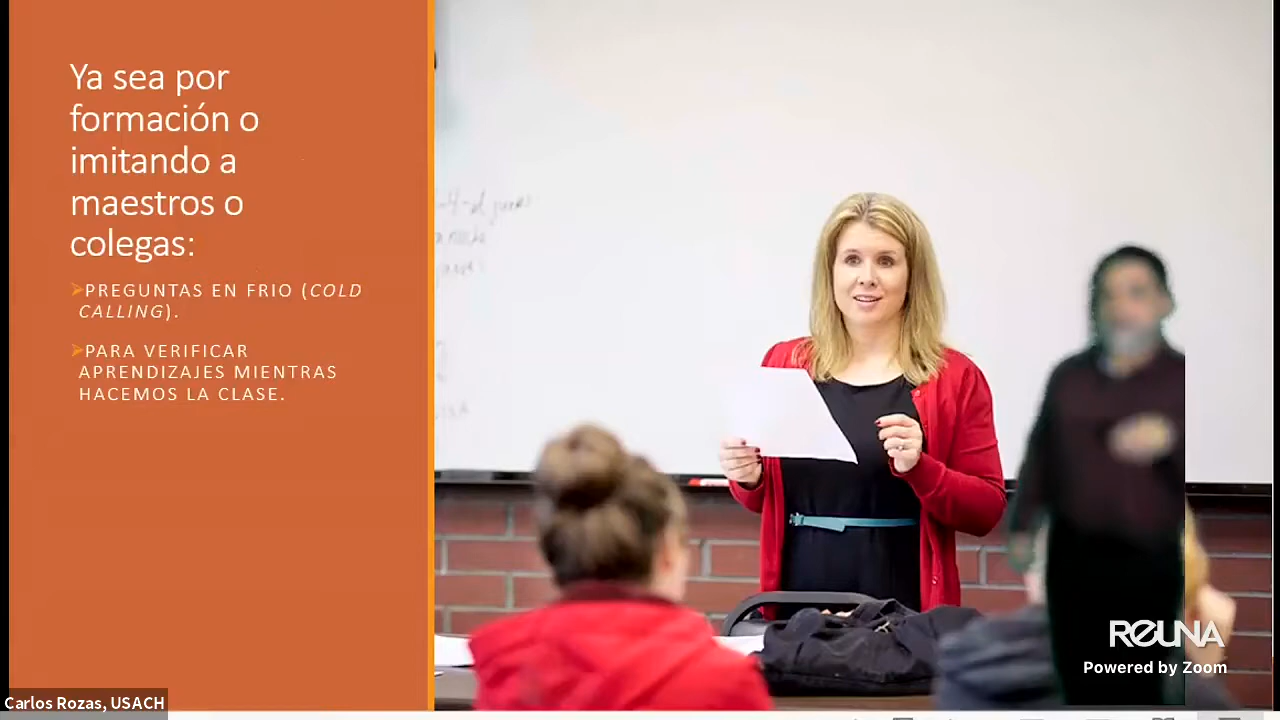 Ya sea por
formación o
imitando a
maestros o
colegas:
PREGUNTAS EN FRIO (COLD
CALLING).
PARA VERIFICAR
APRENDIZAJES MIENTRAS
HACEMOS LA CLASE.
REUNA
Powered by Zoom
Carlos Rozas, USACH